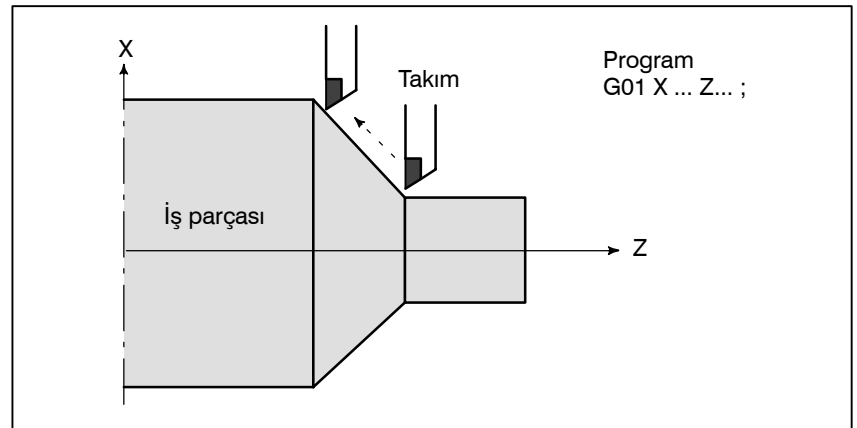 X
Takım
Program
G01 X ... Z... ;
İş parçası
Z